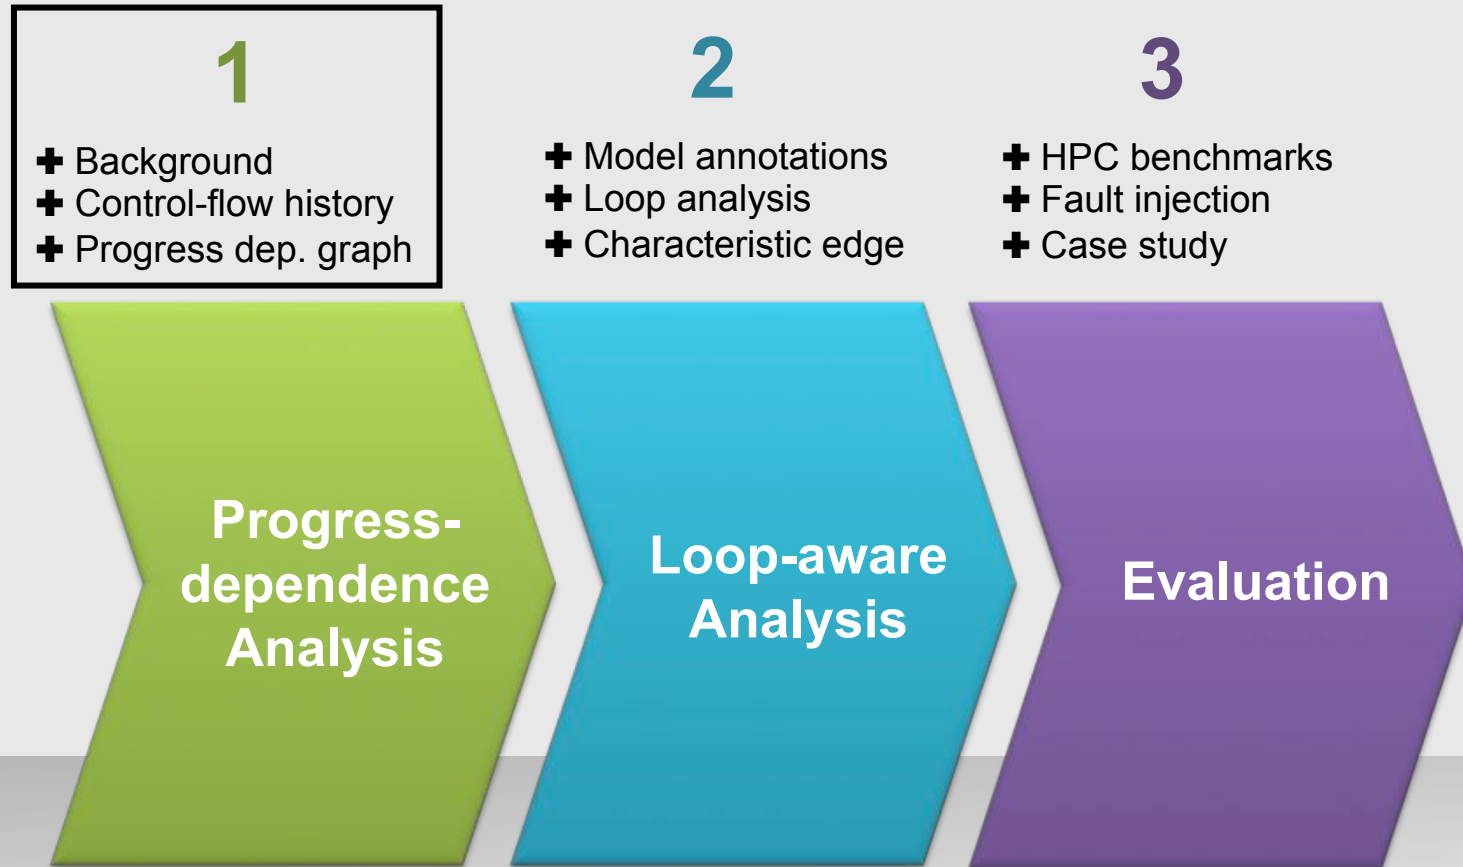 1
✚ Background
✚ Control-flow history
✚ Progress dep. graph
2
✚ Model annotations
✚ Loop analysis
✚ Characteristic edge
3
✚ HPC benchmarks
✚ Fault injection
✚ Case study
Progress-
dependence
Analysis
Loop-aware
Analysis
Evaluation